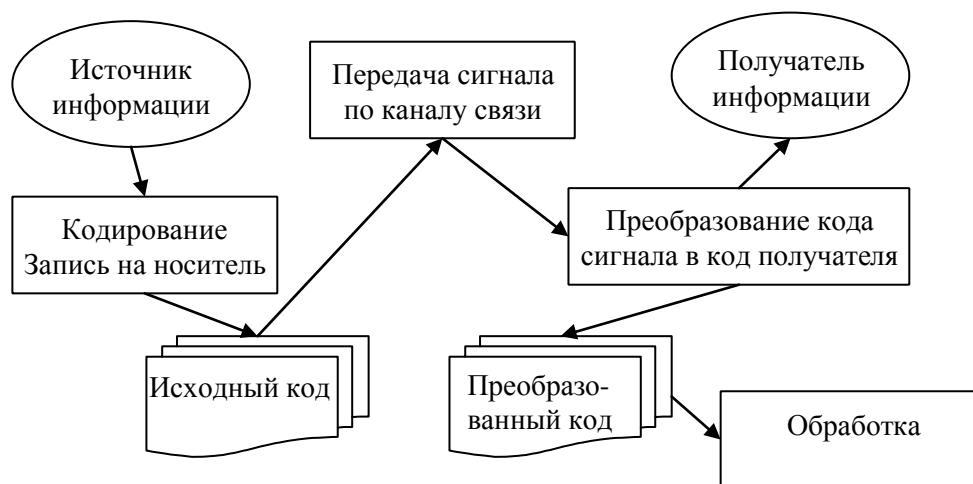 Источник
информации
Передача сигнала
по каналу связи
Получатель
информации
Кодирование
Запись на носитель
Преобразование кода
сигнала в код получателя
Исходный код
Преобразо-
ванный код
Обработка